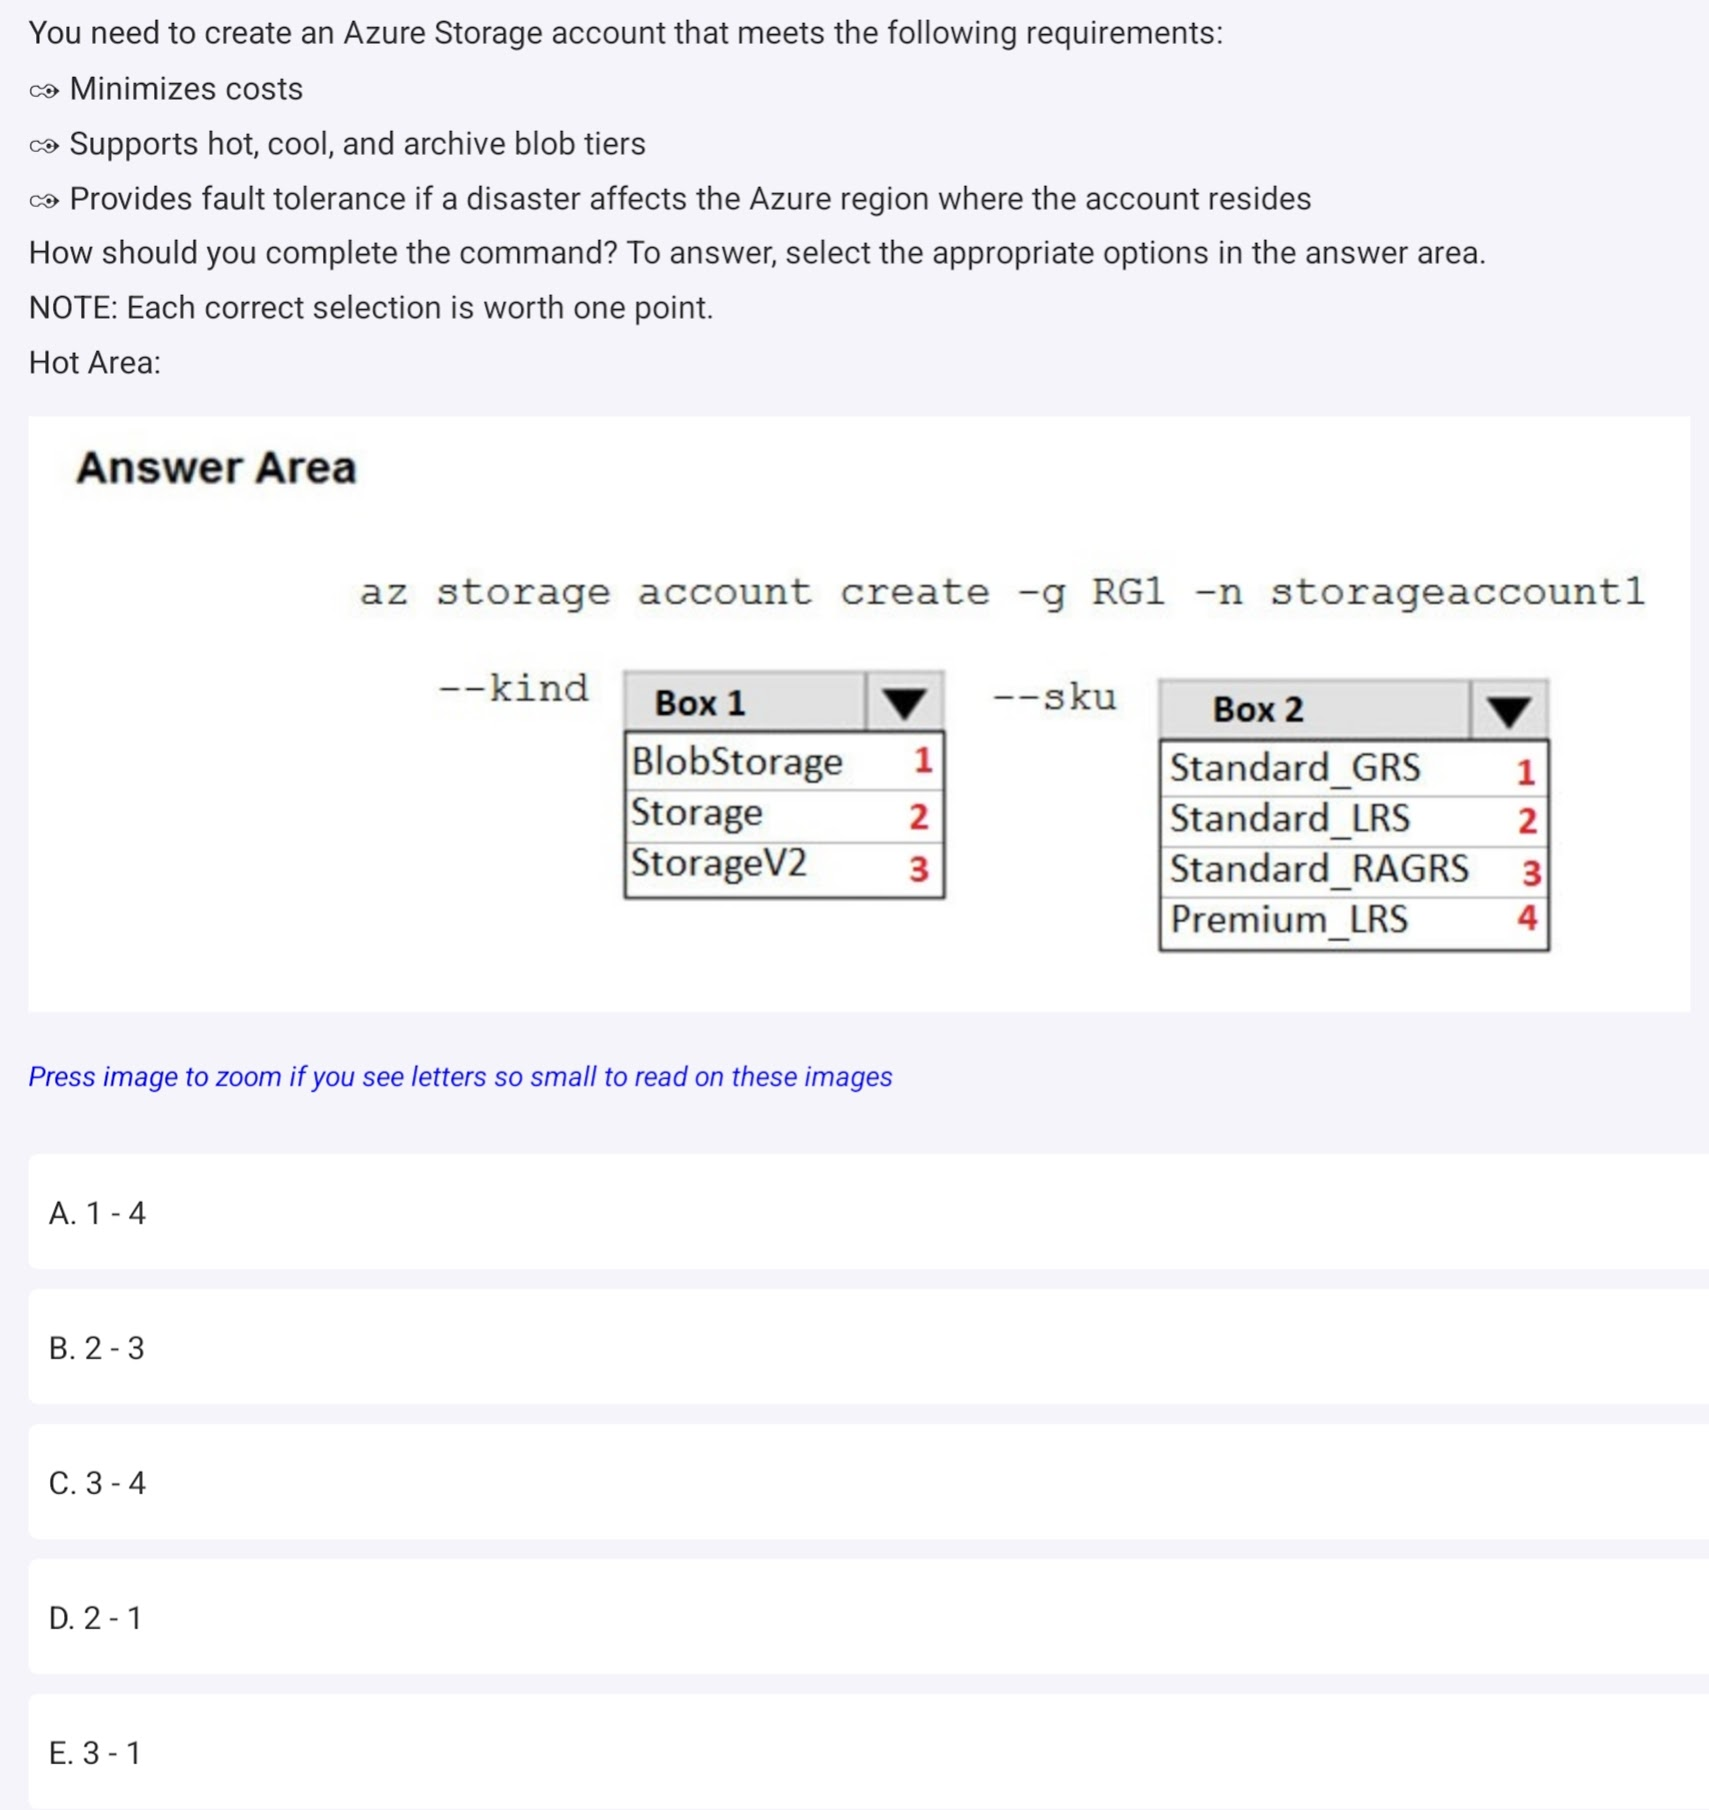 You need to create an Azure Storage account that meets the following requirements:
Minimizes costs
Supports hot, cool, and archive blob tiers
Provides fault tolerance if a disaster affects the Azure region where the account resides
How should you complete the command? To answer, select the appropriate options in the answer area.
NOTE: Each correct selection is worth one point.
Hot Area:
Answer Area
az storage account create -g RG1 -n storageaccount1
--kind Box 1 --sku Box 2
BlobStorage 1
Storage 2
StorageV2 3
Standard_GRS 1
Standard_LRS 2
Standard_RAGRS 3
Premium_LRS 4
Press image to zoom if you see letters so small to read on these images
A. 1 - 4
B. 2 - 3
C. 3 - 4
D. 2 - 1
E. 3 - 1